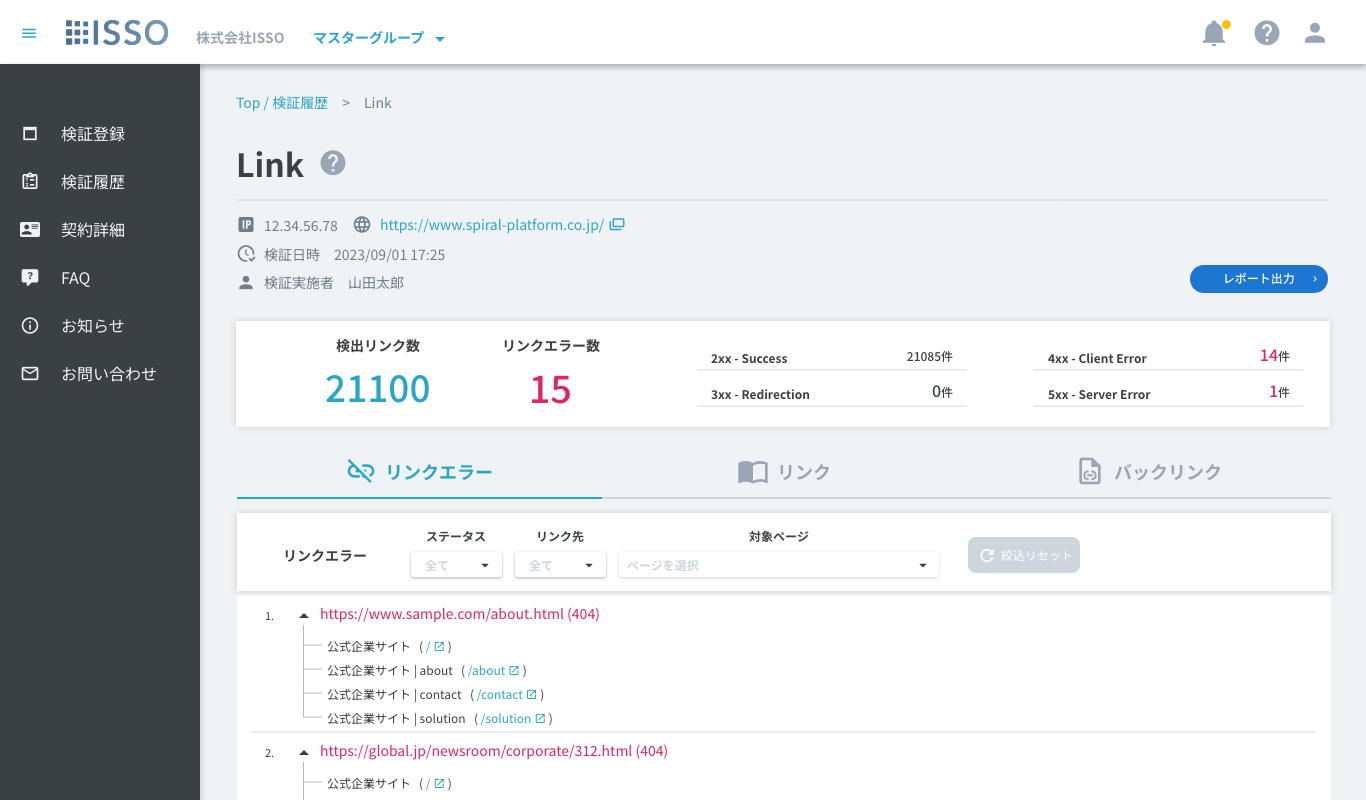 ISSO 株式会社ISSO マスターグループ
検証登録
検証履歴
契約詳細
FAQ
お知らせ
お問い合わせ
Top / 検証履歴 > Link
Link ?
IP 12.34.56.78 https://www.spiral-platform.co.jp/
検証日時 2023/09/01 17:25
検証実施者 山田太郎
レポート出力 ›
検出リンク数
21100
リンクエラー数
15
2xx - Success 21085件
3xx - Redirection 0件
4xx - Client Error 14件
5xx - Server Error 1件
リンクエラー リンク バックリンク
リンクエラー
ステータス
全て
リンク先
全て
対象ページ
ページを選択
絞込リセット
1. https://www.sample.com/about.html (404)
公式企業サイト ( / )
公式企業サイト | about ( /about )
公式企業サイト | contact ( /contact )
公式企業サイト | solution ( /solution )
2. https://global.jp/newsroom/corporate/312.html (404)
公式企業サイト ( / )